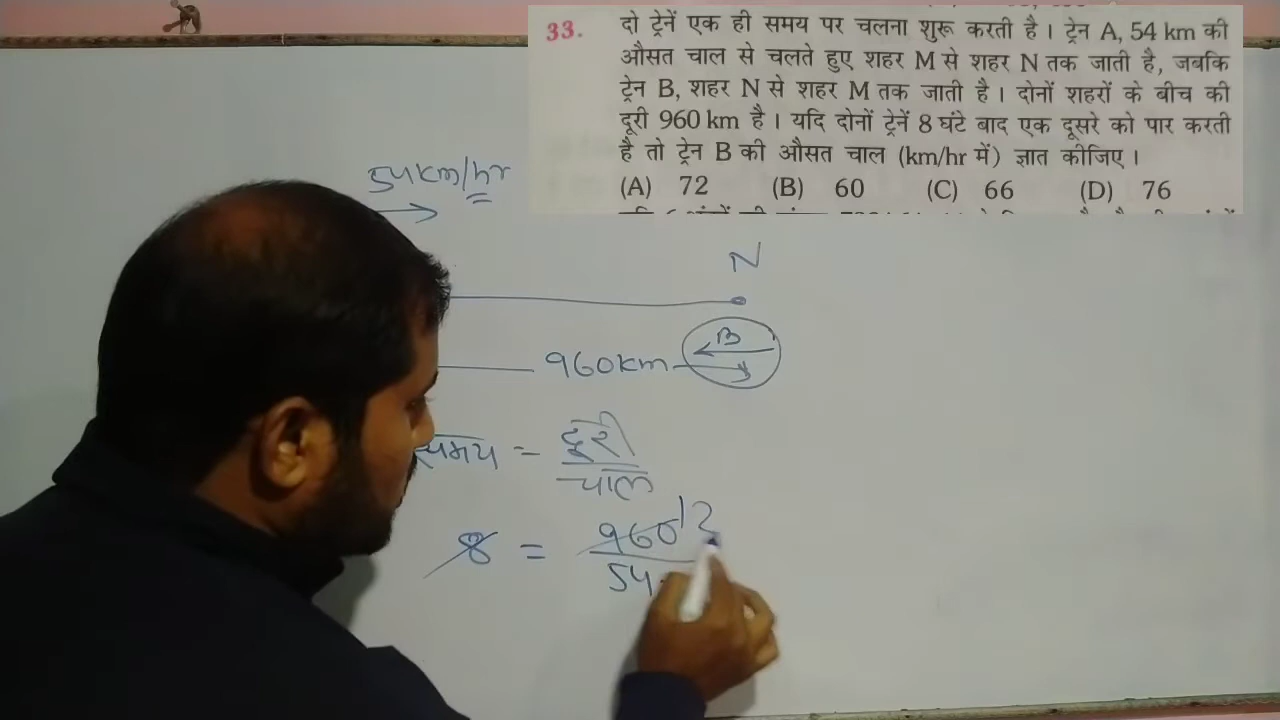 33. दो ट्रेनें एक ही समय पर चलना शुरू करती है। ट्रेन A, 54 km की
औसत चाल से चलते हुए शहर M से शहर N तक जाती है, जबकि
ट्रेन B, शहर N से शहर M तक जाती है। दोनों शहरों के बीच की
दूरी 960 km है। यदि दोनों ट्रेनें 8 घंटे बाद एक दूसरे को पार करती
है तो ट्रेन B की औसत चाल (km/hr में) ज्ञात कीजिए।
(A) 72 (B) 60 (C) 66 (D) 76
54km/hr
N
B
960km
समय = दूरी
चाल
8 = 960 12
54